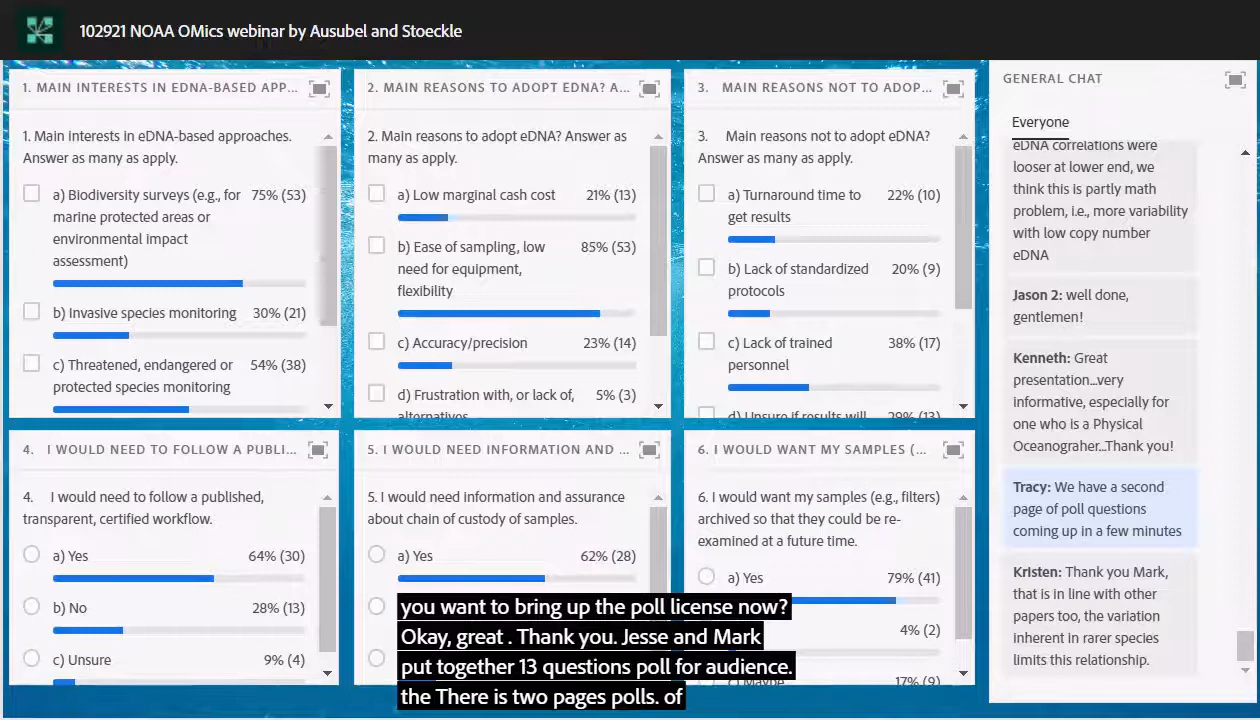 102921 NOAA OMics webinar by Ausubel and Stoeckle
1. MAIN INTERESTS IN EDNA-BASED APP...
1. Main interests in eDNA-based approaches.
Answer as many as apply.
a) Biodiversity surveys (e.g., for 75% (53)
marine protected areas or
environmental impact
assessment)
b) Invasive species monitoring 30% (21)
c) Threatened, endangered or 54% (38)
protected species monitoring
2. MAIN REASONS TO ADOPT EDNA? A...
2. Main reasons to adopt eDNA? Answer as
many as apply.
a) Low marginal cash cost 21% (13)
b) Ease of sampling, low 85% (53)
need for equipment,
flexibility
c) Accuracy/precision 23% (14)
d) Frustration with, or lack of, 5% (3)
alternatives
3. MAIN REASONS NOT TO ADOP...
3. Main reasons not to adopt eDNA?
Answer as many as apply.
a) Turnaround time to 22% (10)
get results
b) Lack of standardized 20% (9)
protocols
c) Lack of trained 38% (17)
personnel
d) Unsure if results will 29% (13)
4. I WOULD NEED TO FOLLOW A PUBLI...
4. I would need to follow a published,
transparent, certified workflow.
a) Yes 64% (30)
b) No 28% (13)
c) Unsure 9% (4)
5. I WOULD NEED INFORMATION AND ...
5. I would need information and assurance
about chain of custody of samples.
a) Yes 62% (28)
6. I WOULD WANT MY SAMPLES (...
6. I would want my samples (e.g., filters)
archived so that they could be re-
examined at a future time.
a) Yes 79% (41)
4% (2)
c) Maybe 17% (9)
you want to bring up the poll license now?
Okay, great . Thank you. Jesse and Mark
put together 13 questions poll for audience.
the There is two pages polls. of
GENERAL CHAT
Everyone
eDNA correlations were
looser at lower end, we
think this is partly math
problem, i.e., more variability
with low copy number
eDNA
Jason 2: well done,
gentlemen!
Kenneth: Great
presentation...very
informative, especially for
one who is a Physical
Oceanograher...Thank you!
Tracy: We have a second
page of poll questions
coming up in a few minutes
Kristen: Thank you Mark,
that is in line with other
papers too, the variation
inherent in rarer species
limits this relationship.